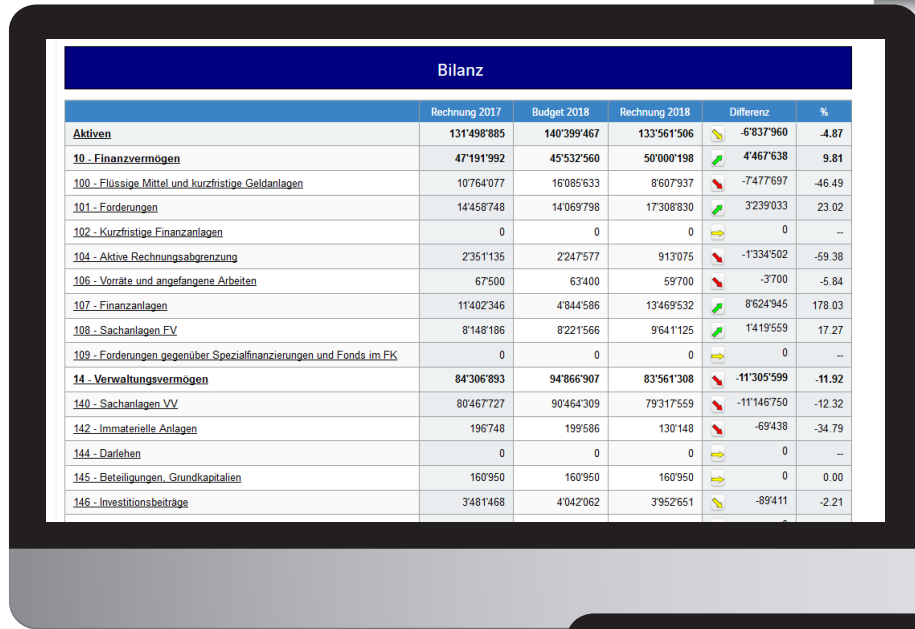 Bilanz
Rechnung 2017 Budget 2018 Rechnung 2018 Differenz %
Aktiven 131'498'885 140'399'467 133'561'506 -6'837'960 -4.87
10 - Finanzvermögen 47'191'992 45'532'560 50'000'198 4'467'638 9.81
100 - Flüssige Mittel und kurzfristige Geldanlagen 10'764'077 16'085'633 8'607'937 -7'477'697 -46.49
101 - Forderungen 14'458'748 14'069'798 17'308'830 3'239'033 23.02
102 - Kurzfristige Finanzanlagen 0 0 0 0 --
104 - Aktive Rechnungsabgrenzung 2'351'135 2'247'577 913'075 -1'334'502 -59.38
106 - Vorräte und angefangene Arbeiten 67'500 63'400 59'700 -3'700 -5.84
107 - Finanzanlagen 11'402'346 4'844'586 13'469'532 8'624'945 178.03
108 - Sachanlagen FV 8'148'186 8'221'566 9'641'125 1'419'559 17.27
109 - Forderungen gegenüber Spezialfinanzierungen und Fonds im FK 0 0 0 0 --
14 - Verwaltungsvermögen 84'306'893 94'866'907 83'561'308 -11'305'599 -11.92
140 - Sachanlagen VV 80'467'727 90'464'309 79'317'559 -11'146'750 -12.32
142 - Immaterielle Anlagen 196'748 199'586 130'148 -69'438 -34.79
144 - Darlehen 0 0 0 0 --
145 - Beteiligungen, Grundkapitalien 160'950 160'950 160'950 0 0.00
146 - Investitionsbeiträge 3'481'468 4'042'062 3'952'651 -89'411 -2.21